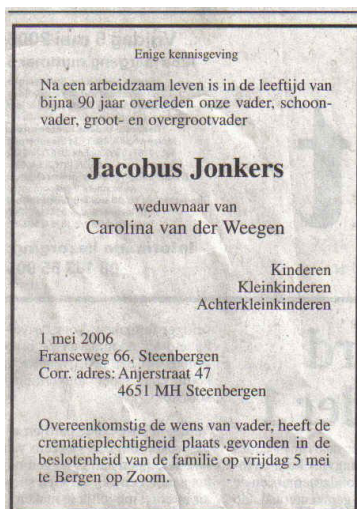 Enige kennisgeving
Na een arbeidzaam leven is in de leeftijd van
bijna 90 jaar overleden onze vader, schoon-
vader, groot- en overgrootvader
Jacobus Jonkers
weduwnaar van
Carolina van der Weegen
Kinderen
Kleinkinderen
Achterkleinkinderen
1 mei 2006
Franseweg 66, Steenbergen
Corr. adres: Anjerstraat 47
4651 MH Steenbergen
Overeenkomstig de wens van vader, heeft de
crematieplechtigheid plaats gevonden in de
beslotenheid van de familie op vrijdag 5 mei
te Bergen op Zoom.